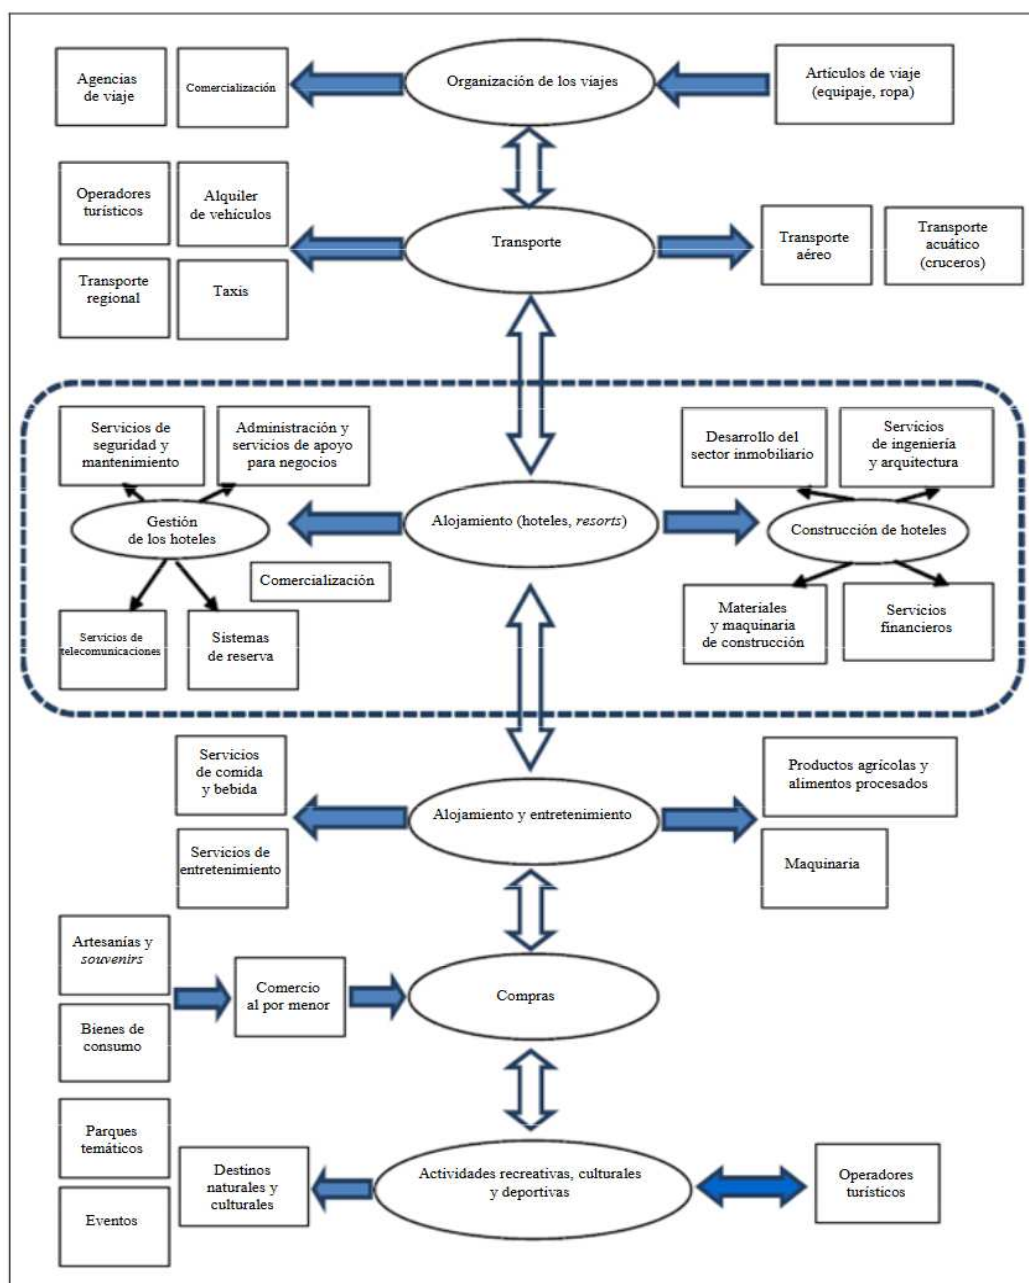 Agencias
de viaje
Comercialización
Organización de los viajes
Artículos de viaje
(equipaje, ropa)
Operadores
turísticos
Alquiler
de vehículos
Transporte
Transporte
aéreo
Transporte
acuático
(cruceros)
Transporte
regional
Taxis
Servicios de
seguridad y
mantenimiento
Administración y
servicios de apoyo
para negocios
Desarrollo del
sector inmobiliario
Servicios
de ingeniería
y arquitectura
Gestión
de los hoteles
Alojamiento (hoteles, resorts)
Construcción de hoteles
Comercialización
Servicios de
telecomunicaciones
Sistemas
de reserva
Materiales
y maquinaria
de construcción
Servicios
financieros
Servicios
de comida
y bebida
Alojamiento y entretenimiento
Productos agrícolas y
alimentos procesados
Servicios de
entretenimiento
Maquinaria
Artesanías y
souvenirs
Comercio
al por menor
Compras
Bienes de
consumo
Parques
temáticos
Destinos
naturales y
culturales
Actividades recreativas, culturales
y deportivas
Operadores
turísticos
Eventos